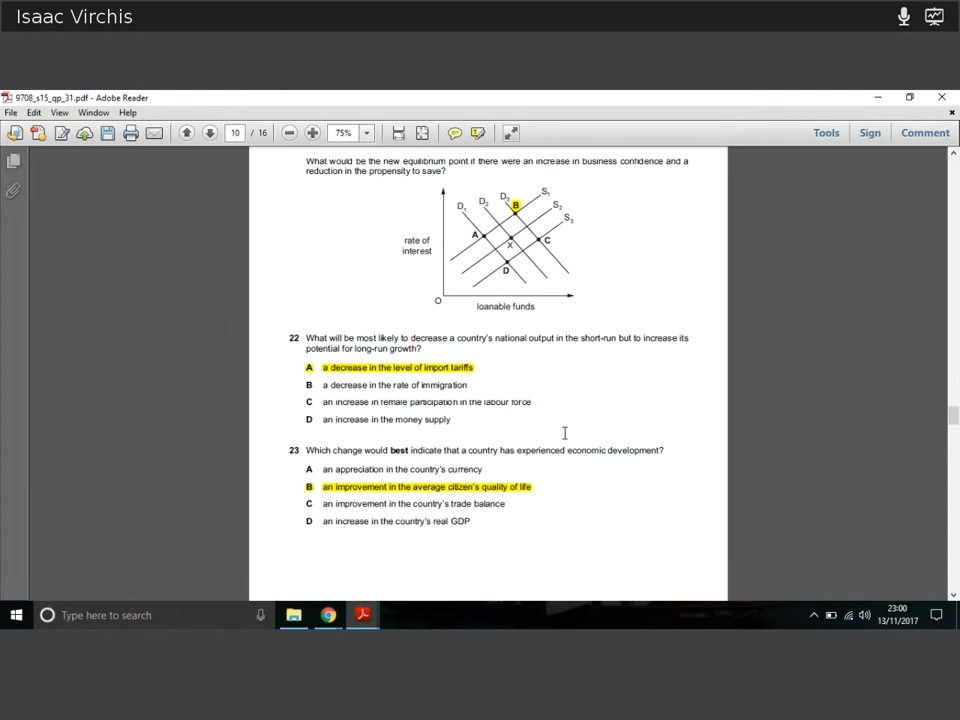 Isaac Virchis
9708_s15_qp_31.pdf - Adobe Reader
File Edit View Window Help
10 / 16 75% Tools Sign Comment
What would be the new equilibrium point if there were an increase in business confidence and a
reduction in the propensity to save?
D1 D2 D3 B S1
S2
S3
A X C
D
rate of
interest
O
loanable funds
22 What will be most likely to decrease a country's national output in the short-run but to increase its
potential for long-run growth?
A a decrease in the level of import tariffs
B a decrease in the rate of immigration
C an increase in female participation in the labour force
D an increase in the money supply
23 Which change would best indicate that a country has experienced economic development?
A an appreciation in the country's currency
B an improvement in the average citizen's quality of life
C an improvement in the country's trade balance
D an increase in the country's real GDP
Type here to search
23:00
13/11/2017